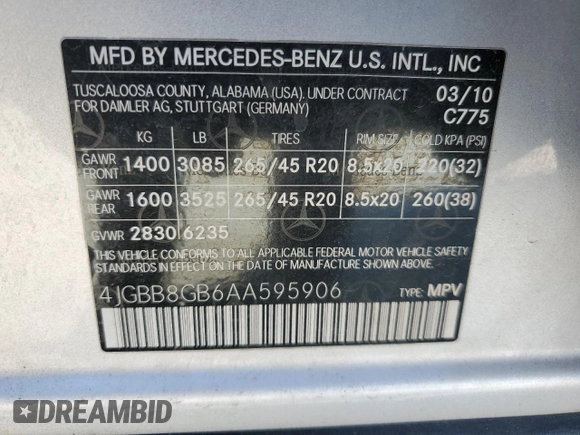 MFD BY MERCEDES-BENZ U.S. INTL., INC
TUSCALOOSA COUNTY, ALABAMA (USA). UNDER CONTRACT 03/10
FOR DAIMLER AG, STUTTGART (GERMANY) C775
KG LB TIRES RIM SIZE COLD KPA (PSI)
GAWR FRONT 1400 3085 265/45 R20 8.5x20 220(32)
GAWR REAR 1600 3525 265/45 R20 8.5x20 260(38)
GVWR 2830 6235
THIS VEHICLE CONFORMS TO ALL APPLICABLE FEDERAL MOTOR VEHICLE SAFETY
STANDARDS IN EFFECT ON THE DATE OF MANUFACTURE SHOWN ABOVE.
4JGBB8GB6AA595906 TYPE: MPV
DREAMBID